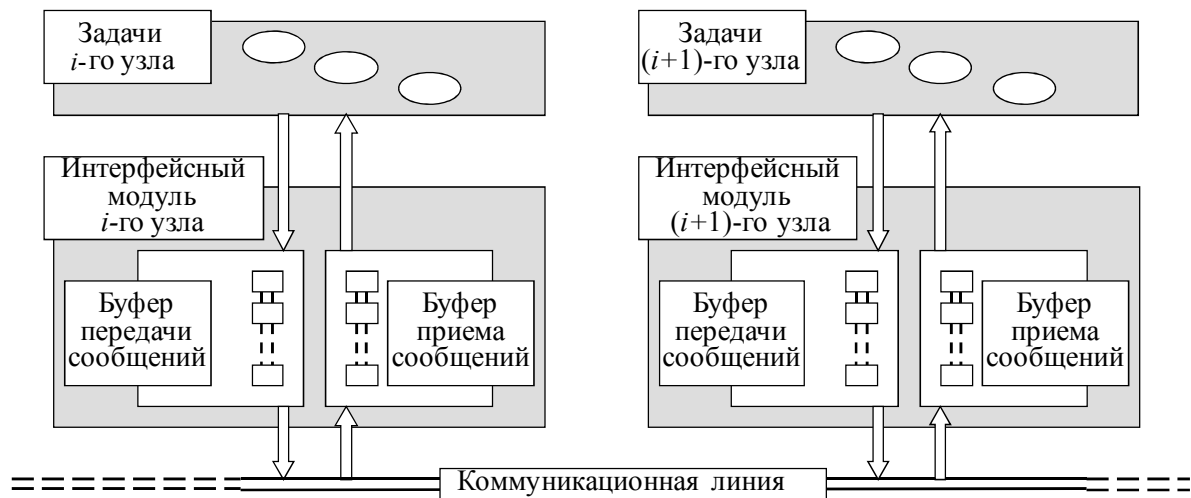 Задачи
i-го узла
Задачи
(i+1)-го узла
Интерфейсный
модуль
i-го узла
Интерфейсный
модуль
(i+1)-го узла
Буфер
передачи
сообщений
Буфер
приема
сообщений
Буфер
передачи
сообщений
Буфер
приема
сообщений
Коммуникационная линия